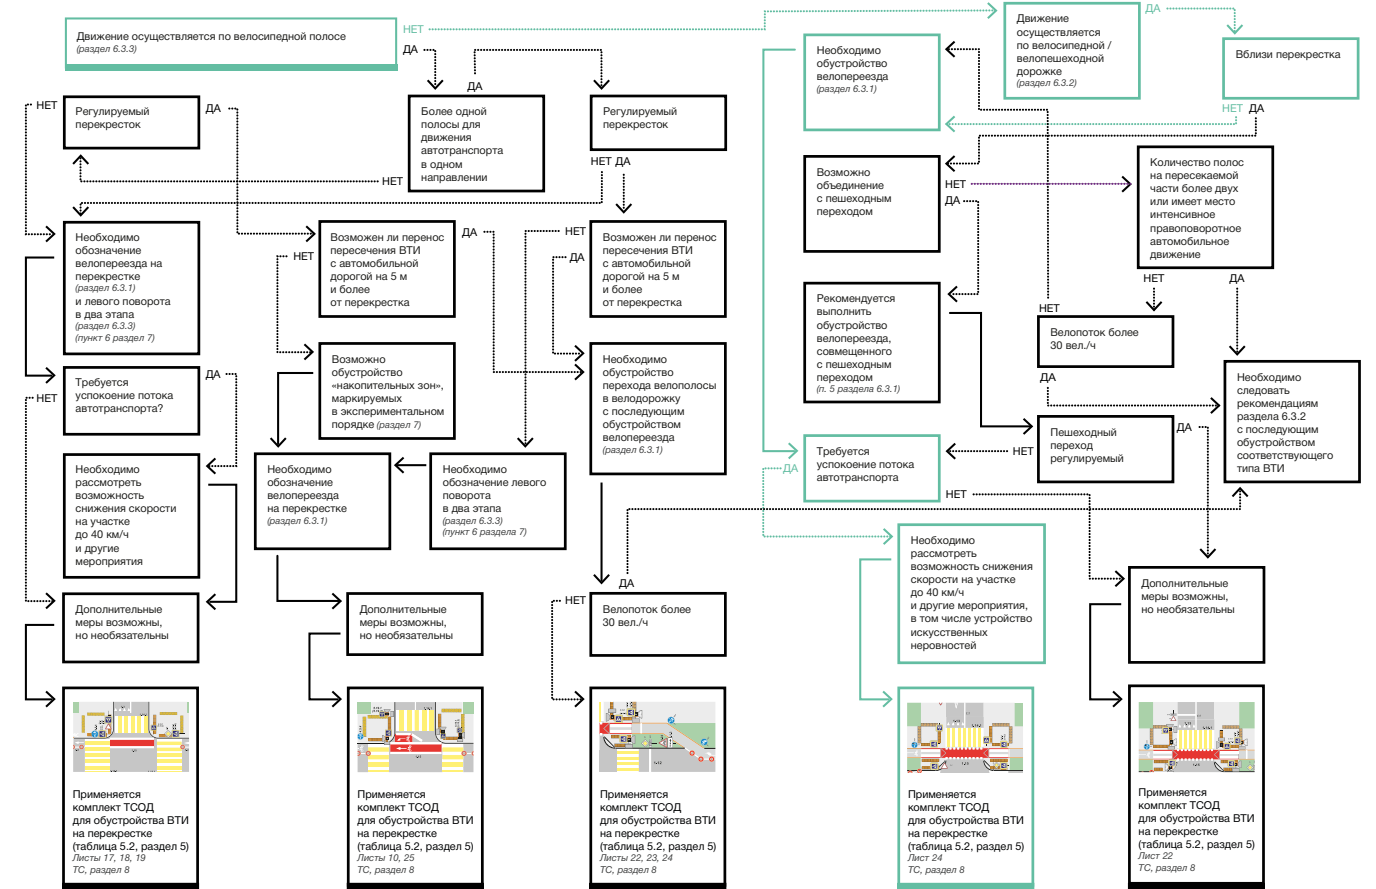 Движение осуществляется по велосипедной полосе
(раздел 6.3.3)
НЕТ
ДА
Движение
осуществляется
по велосипедной /
велопешеходной
дорожке
(раздел 6.3.2)
ДА
Вблизи перекрестка
НЕТ
ДА
Необходимо
обустройство
велопереезда
(раздел 6.3.1)
НЕТ
Регулируемый
перекресток
ДА
ДА
Более одной
полосы для
движения
автотранспорта
в одном
направлении
НЕТ
Регулируемый
перекресток
НЕТ
ДА
Возможно
объединение
с пешеходным
переходом
НЕТ
ДА
Количество полос
на пересекаемой
части более двух
или имеет место
интенсивное
правоповоротное
автомобильное
движение
НЕТ
ДА
Необходимо
обозначение
велопереезда на
перекрестке
(раздел 6.3.1)
и левого поворота
в два этапа
(раздел 6.3.3)
(пункт 6 раздел 7)
НЕТ
Возможен ли перенос
пересечения ВТИ
с автомобильной
дорогой на 5 м
и более
от перекрестка
ДА
НЕТ
ДА
Возможен ли перенос
пересечения ВТИ
с автомобильной
дорогой на 5 м
и более
от перекрестка
Рекомендуется
выполнить
обустройство
велопереезда,
совмещенного
с пешеходным
переходом
(п. 5 раздела 6.3.1)
НЕТ
Велопоток более
30 вел./ч
ДА
Необходимо
следовать
рекомендациям
раздела 6.3.2
с последующим
обустройством
соответствующего
типа ВТИ
НЕТ
Требуется
успокоение потока
автотранспорта?
ДА
Возможно
обустройство
«накопительных зон»,
маркируемых
в экспериментальном
порядке (раздел 7)
Необходимо
обустройство
перехода велополосы
в велодорожку
с последующим
обустройством
велопереезда
(раздел 6.3.1)
ДА
Требуется
успокоение потока
автотранспорта
НЕТ
НЕТ
Пешеходный
переход
регулируемый
ДА
Необходимо
рассмотреть
возможность
снижения скорости
на участке
до 40 км/ч
и другие
мероприятия
Необходимо
обозначение
велопереезда
на перекрестке
(раздел 6.3.1)
Необходимо
обозначение левого
поворота
в два этапа
(раздел 6.3.3)
(пункт 6 раздела 7)
Необходимо
рассмотреть
возможность снижения
скорости на участке
до 40 км/ч
и другие мероприятия,
в том числе устройство
искусственных
неровностей
Дополнительные
меры возможны,
но необязательны
Дополнительные
меры возможны,
но необязательны
Дополнительные
меры возможны,
но необязательны
НЕТ
ДА
Велопоток более
30 вел./ч
Применяется
комплект ТСОД
для обустройства ВТИ
на перекрестке
(таблица 5.2, раздел 5)
Листы 17, 18, 19
ТС, раздел 8
Применяется
комплект ТСОД
для обустройства ВТИ
на перекрестке
(таблица 5.2, раздел 5)
Листы 10, 25
ТС, раздел 8
Применяется
комплект ТСОД
для обустройства ВТИ
на перекрестке
(таблица 5.2, раздел 5)
Листы 22, 23, 24
ТС, раздел 8
Применяется
комплект ТСОД
для обустройства ВТИ
на перекрестке
(таблица 5.2, раздел 5)
Лист 24
ТС, раздел 8
Применяется
комплект ТСОД
для обустройства ВТИ
на перекрестке
(таблица 5.2, раздел 5)
Лист 22
ТС, раздел 8